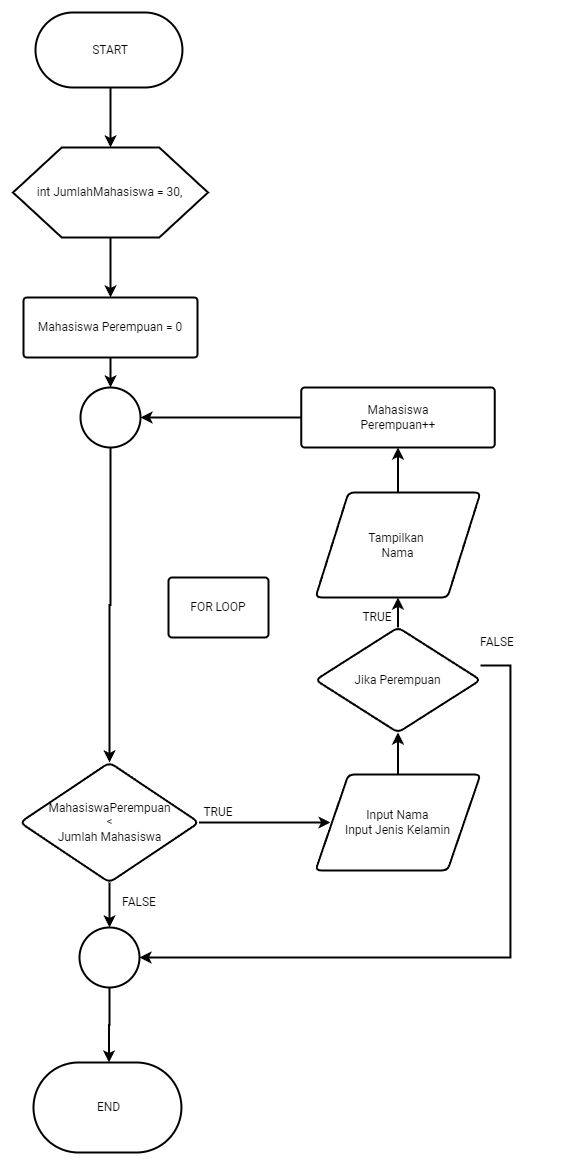 START
int JumlahMahasiswa = 30,
Mahasiswa Perempuan = 0
Mahasiswa
Perempuan++
Tampilkan
Nama
FOR LOOP
TRUE
FALSE
Jika Perempuan
MahasiswaPerempuan
<
Jumlah Mahasiswa
TRUE
Input Nama
Input Jenis Kelamin
FALSE
END